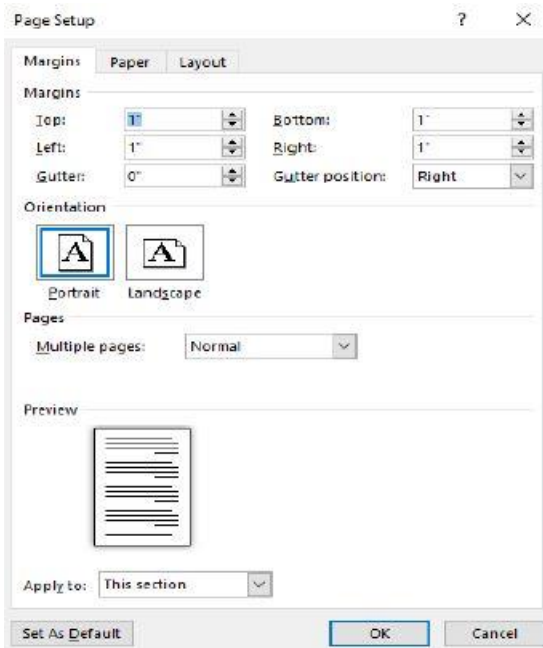 Page Setup ? ×
Margins Paper Layout
Margins
Top: 1" Bottom: 1"
Left: 1" Right: 1"
Gutter: 0" Gutter position: Right
Orientation
A A
Portrait Landscape
Pages
Multiple pages: Normal
Preview
Apply to: This section
Set As Default OK Cancel